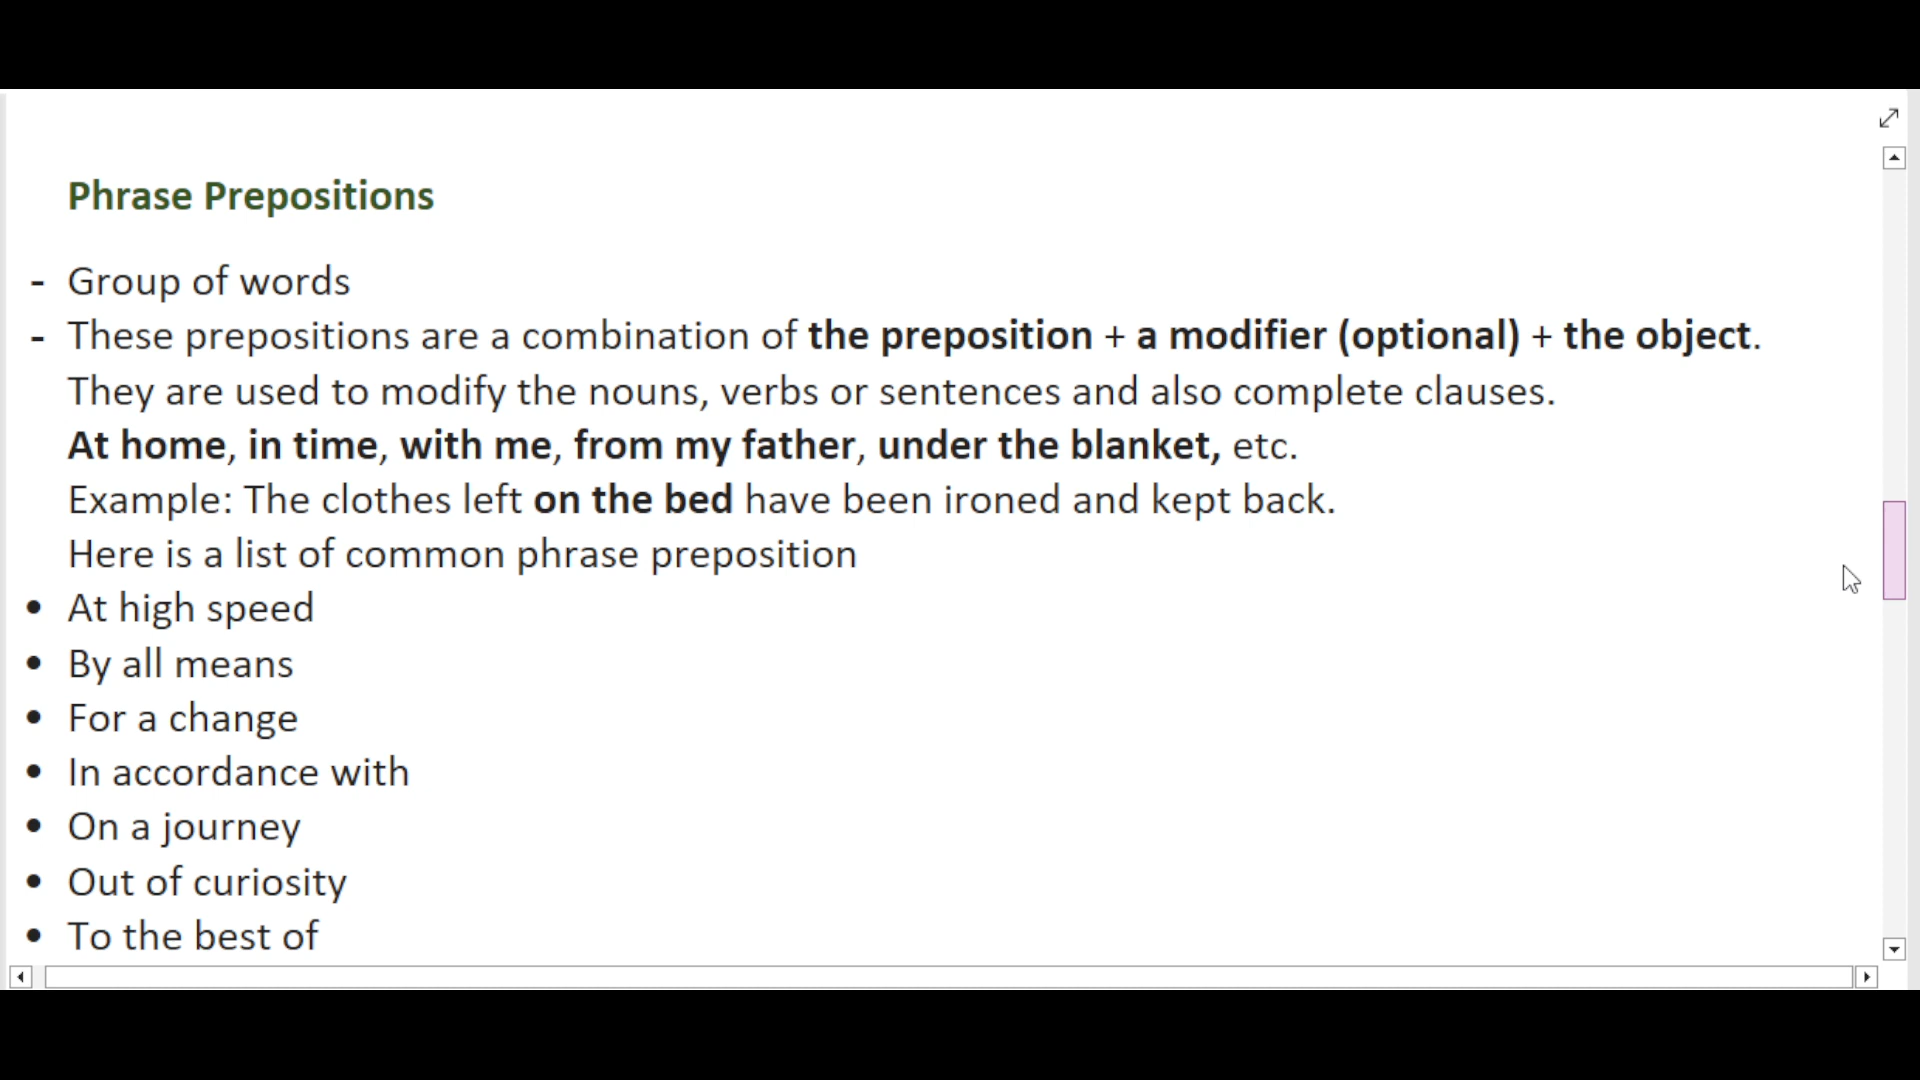 Phrase Prepositions
- Group of words
- These prepositions are a combination of the preposition + a modifier (optional) + the object.
They are used to modify the nouns, verbs or sentences and also complete clauses.
At home, in time, with me, from my father, under the blanket, etc.
Example: The clothes left on the bed have been ironed and kept back.
Here is a list of common phrase preposition
• At high speed
• By all means
• For a change
• In accordance with
• On a journey
• Out of curiosity
• To the best of